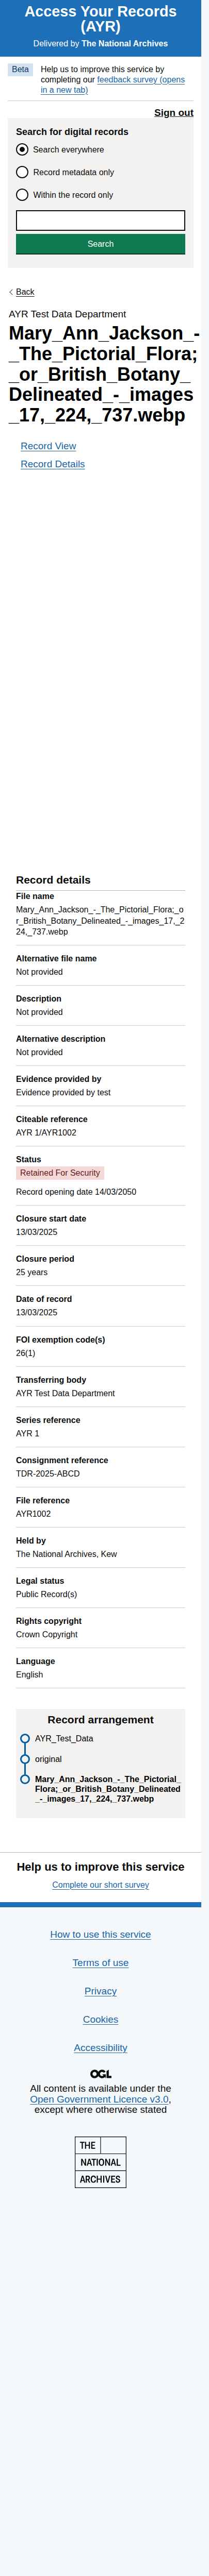 Access Your Records
(AYR)
Delivered by The National Archives
Beta
Help us to improve this service by
completing our feedback survey (opens
in a new tab)
Sign out
Search for digital records
Search everywhere
Record metadata only
Within the record only
Search
Back
AYR Test Data Department
Mary_Ann_Jackson_-
_The_Pictorial_Flora;
_or_British_Botany_
Delineated_-_images
_17,_224,_737.webp
Record View
Record Details
Record details
File name
Mary_Ann_Jackson_-_The_Pictorial_Flora;_o
r_British_Botany_Delineated_-_images_17,_2
24,_737.webp
Alternative file name
Not provided
Description
Not provided
Alternative description
Not provided
Evidence provided by
Evidence provided by test
Citeable reference
AYR 1/AYR1002
Status
Retained For Security
Record opening date 14/03/2050
Closure start date
13/03/2025
Closure period
25 years
Date of record
13/03/2025
FOI exemption code(s)
26(1)
Transferring body
AYR Test Data Department
Series reference
AYR 1
Consignment reference
TDR-2025-ABCD
File reference
AYR1002
Held by
The National Archives, Kew
Legal status
Public Record(s)
Rights copyright
Crown Copyright
Language
English
Record arrangement
AYR_Test_Data
original
Mary_Ann_Jackson_-_The_Pictorial_
Flora;_or_British_Botany_Delineated
_-_images_17,_224,_737.webp
Help us to improve this service
Complete our short survey
How to use this service
Terms of use
Privacy
Cookies
Accessibility
OGL
All content is available under the
Open Government Licence v3.0,
except where otherwise stated
THE
NATIONAL
ARCHIVES